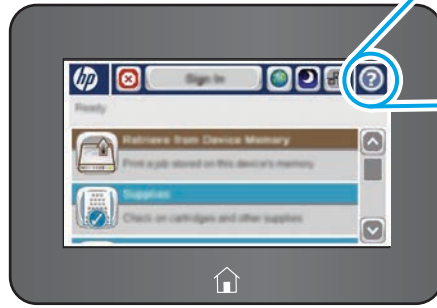 hp
Sign In
?
Ready
Retrieve from Device Memory
Print a job stored on this device's memory
Supplies
Check on cartridges and other supplies